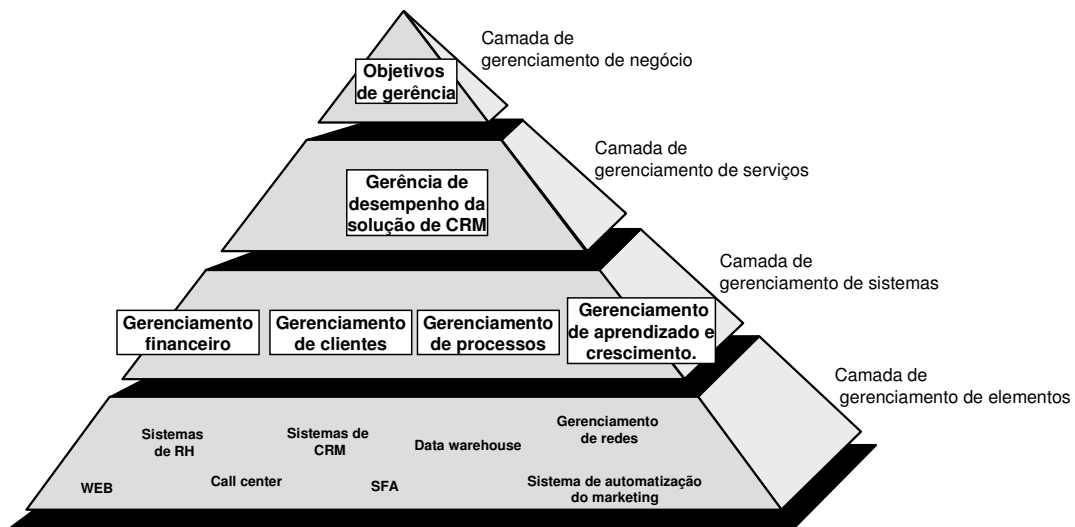 Camada de
gerenciamento de negócio
Objetivos
de gerência
Camada de
gerenciamento de serviços
Gerência de
desempenho da
solução de CRM
Camada de
gerenciamento de sistemas
Gerenciamento
financeiro
Gerenciamento
de clientes
Gerenciamento
de processos
Gerenciamento
de aprendizado e
crescimento.
Camada de
gerenciamento de elementos
Sistemas
de RH
Sistemas de
CRM
Data warehouse
Gerenciamento
de redes
WEB
Call center
SFA
Sistema de automatização
do marketing